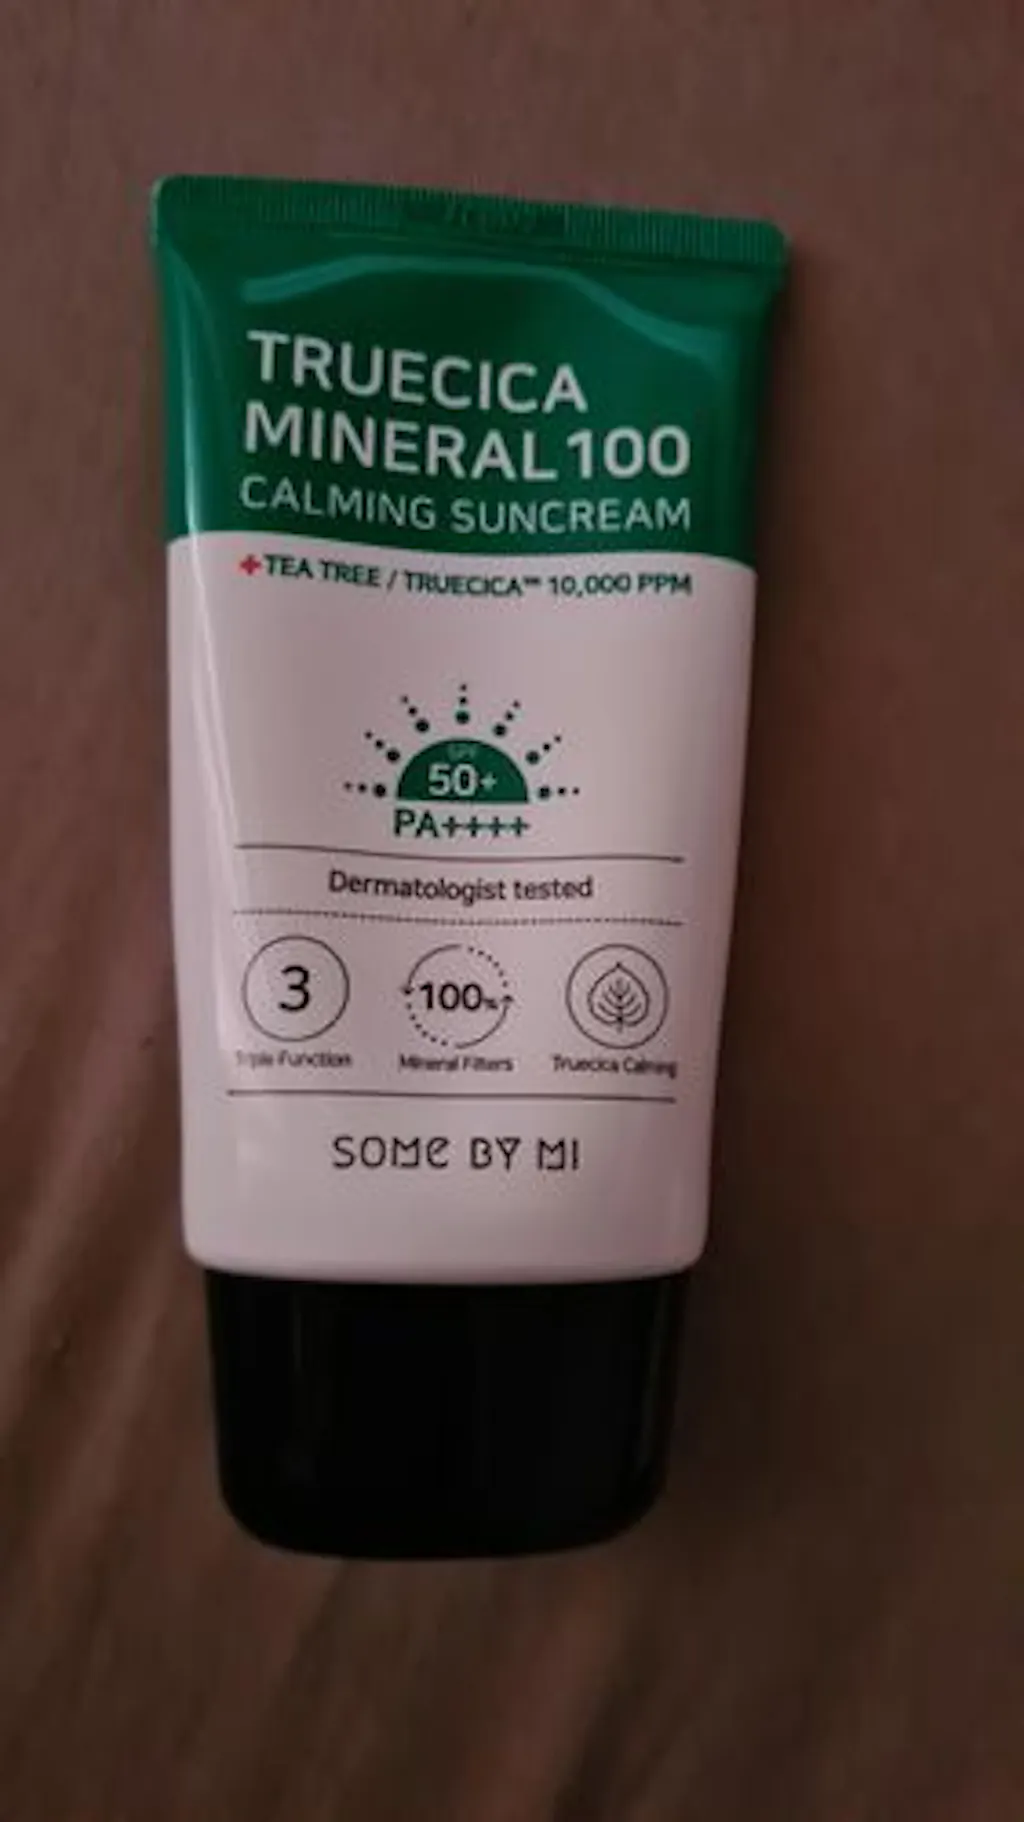 TRUECICA
MINERAL 100
CALMING SUNCREAM
+TEA TREE / TRUECICA™ 10,000 PPM
SPF
50+
PA++++
Dermatologist tested
3
100%
Triple Function
Mineral Filters
Truecica Calming
SOME BY MI